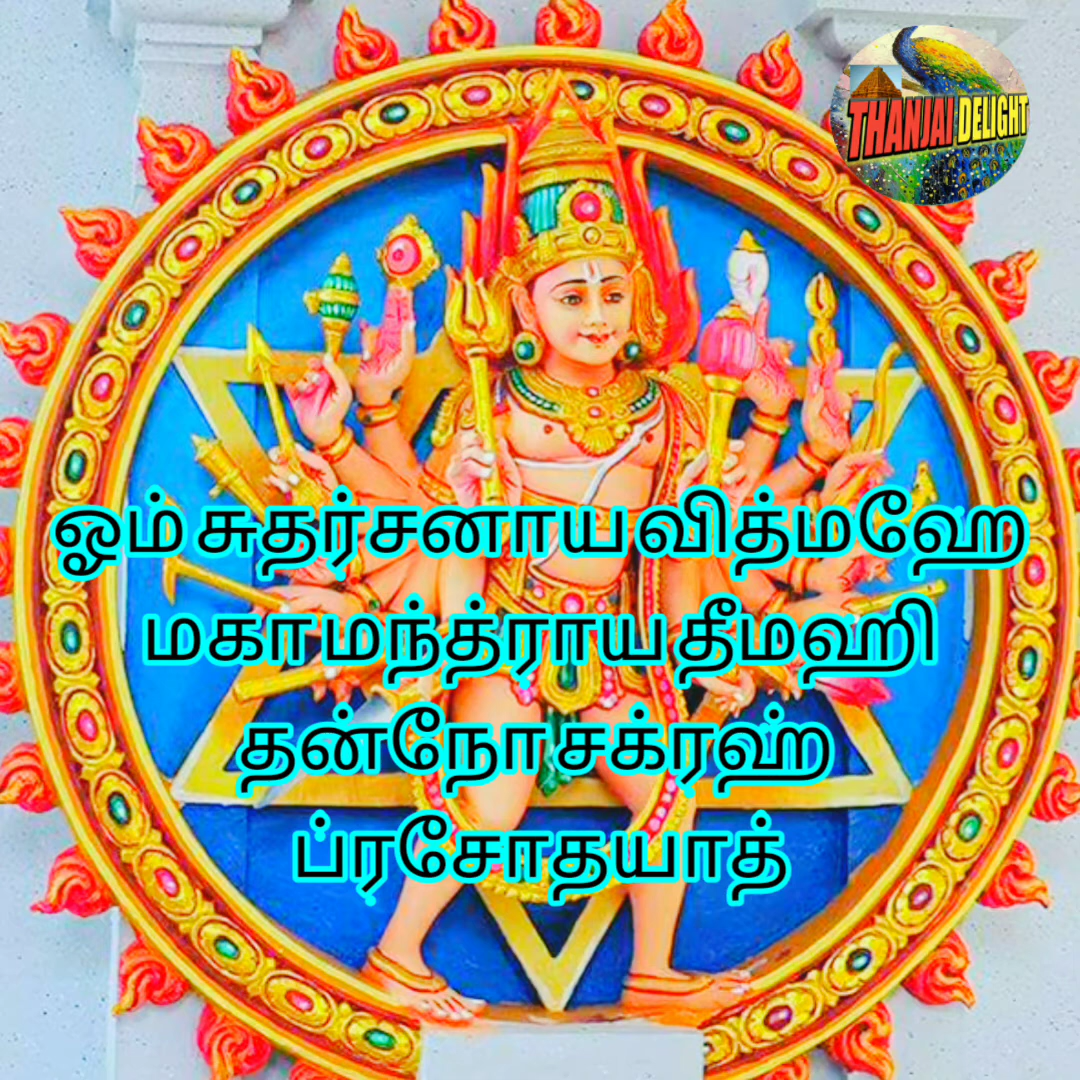 THANJAI DELIGHT
ஓம் சுதர்சனாய வித்மஹே
மகாமந்த்ராய தீமஹி
தன்நோ சக்ரஹ்
ப்ரசோதயாத்